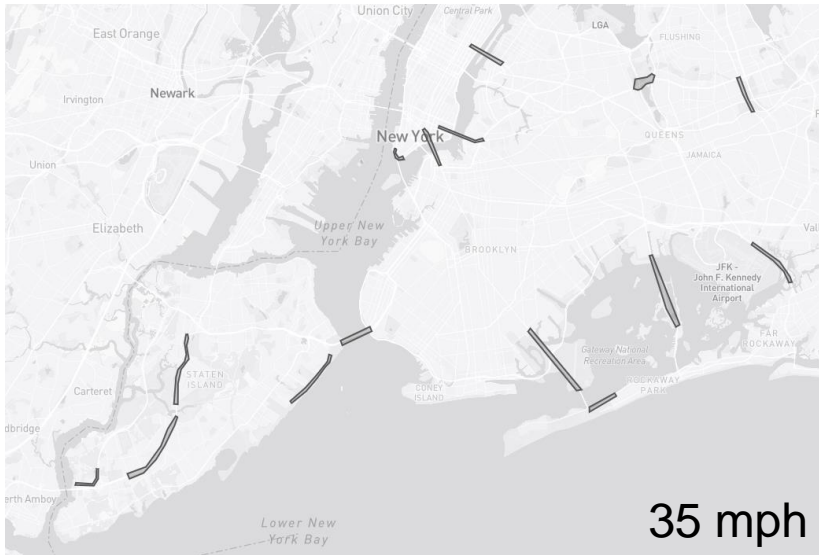 Union City
Central Park
LGA
FLUSHING
East Orange
Newark
Irvington
New York
QUEENS
JAMAICA
Union
Elizabeth
Upper New
York Bay
BROOKLYN
JFK -
John F. Kennedy
International
Airport
FAR
ROCKAWAY
Gateway National
Recreation Area
STATEN
ISLAND
Carteret
CONEY
ISLAND
ROCKAWAY
PARK
dbridge
erth Amboy
Lower New
York Bay
35 mph